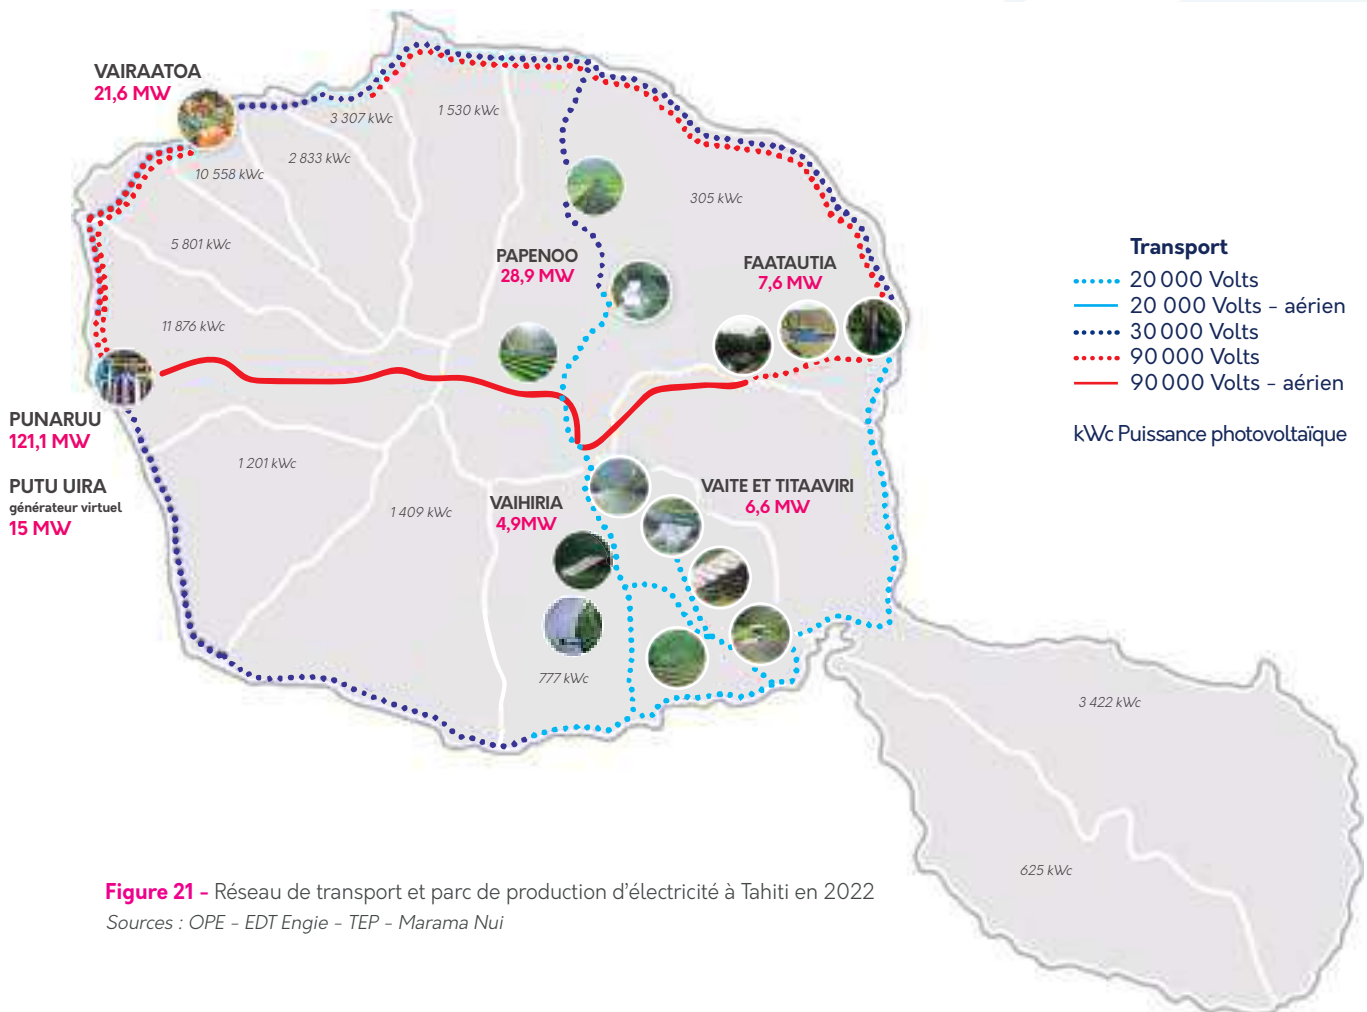 VAIRAATOA
21,6 MW
3 307 kWc
1 530 kWc
2 833 kWc
10 558 kWc
305 kWc
5 801 kWc
PAPENOO
28,9 MW
FAATAUTIA
7,6 MW
11 876 kWc
Transport
20 000 Volts
20 000 Volts - aérien
30 000 Volts
90 000 Volts
90 000 Volts - aérien
kWc Puissance photovoltaïque
PUNARUU
121,1 MW
PUTU UIRA
générateur virtuel
15 MW
1 201 kWc
1 409 kWc
VAIHIRIA
4,9MW
VAITE ET TITAAVIRI
6,6 MW
777 kWc
3 422 kWc
625 kWc
Figure 21 - Réseau de transport et parc de production d'électricité à Tahiti en 2022
Sources : OPE - EDT Engie - TEP - Marama Nui